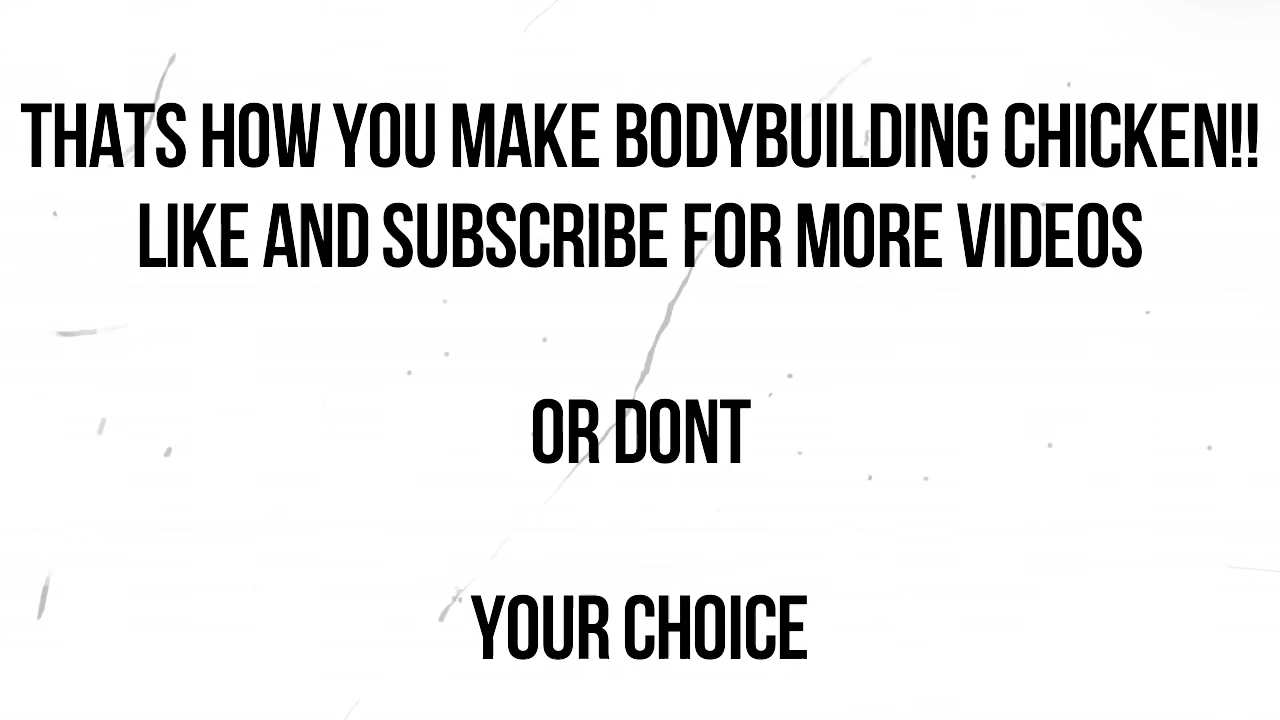 THATS HOW YOU MAKE BODYBUILDING CHICKEN!!
LIKE AND SUBSCRIBE FOR MORE VIDEOS
OR DONT
YOUR CHOICE